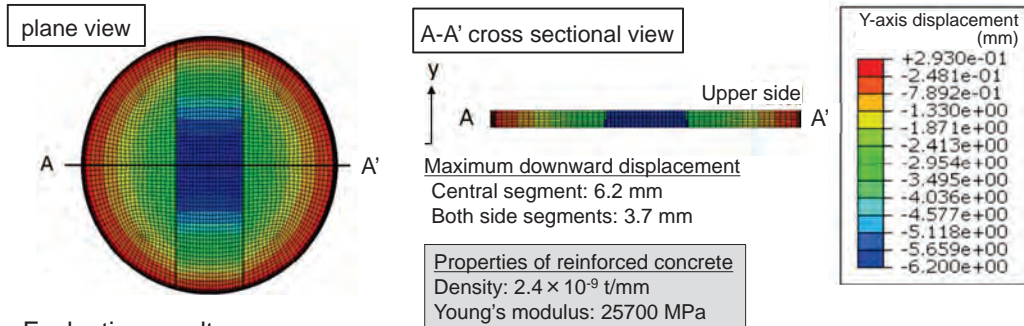 plane view
A
A'
A-A' cross sectional view
y
Upper side
A
A'
Maximum downward displacement
Central segment: 6.2 mm
Both side segments: 3.7 mm
Properties of reinforced concrete
Density: 2.4 × 10⁻⁹ t/mm
Young's modulus: 25700 MPa
Y-axis displacement
(mm)
+2.930e-01
-2.481e-01
-7.892e-01
-1.330e+00
-1.871e+00
-2.413e+00
-2.954e+00
-3.495e+00
-4.036e+00
-4.577e+00
-5.118e+00
-5.659e+00
-6.200e+00